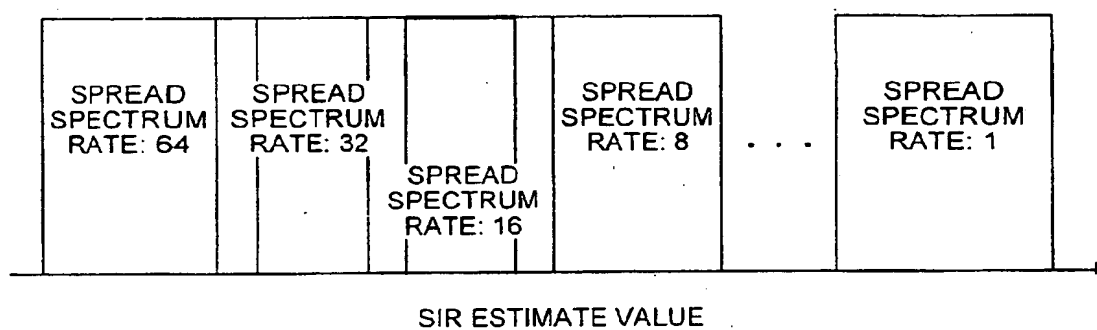 SPREAD
SPECTRUM
RATE: 64
SPREAD
SPECTRUM
RATE: 32
SPREAD
SPECTRUM
RATE: 16
SPREAD
SPECTRUM
RATE: 8
. . . .
SPREAD
SPECTRUM
RATE: 1
SIR ESTIMATE VALUE